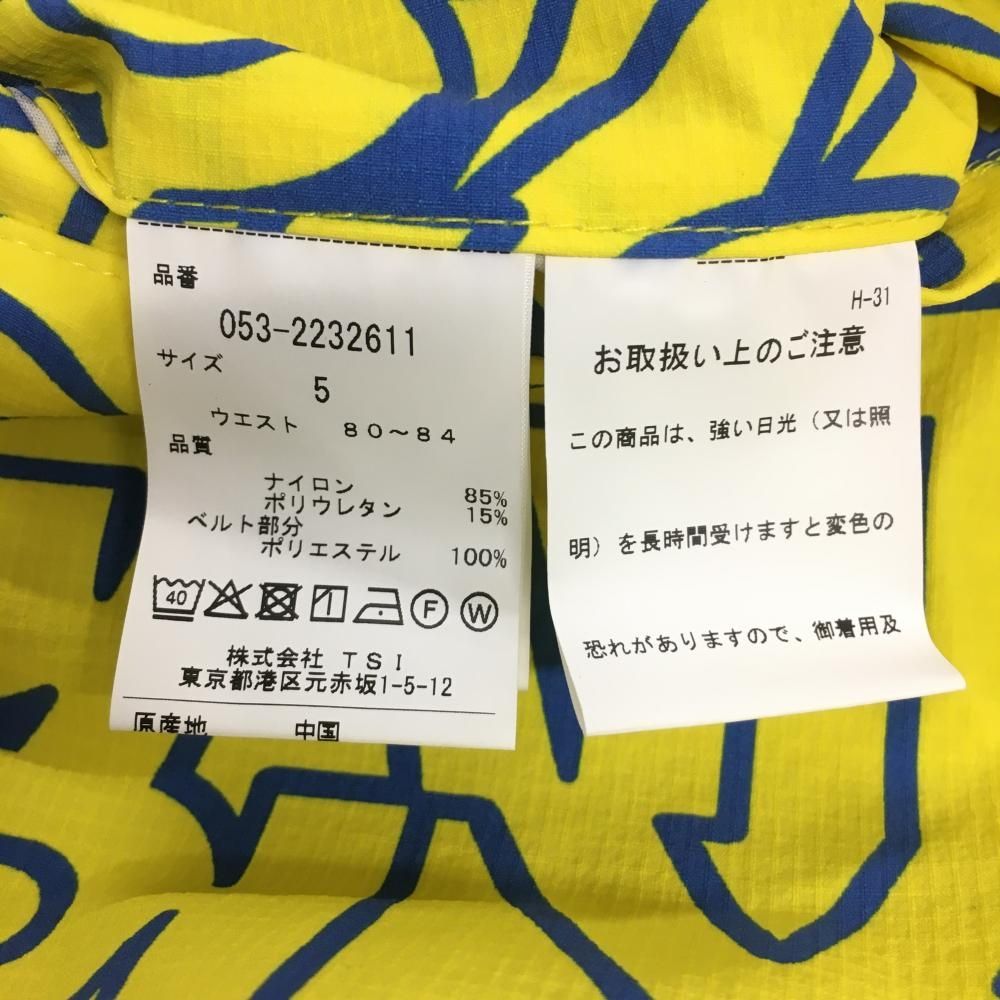 品番
053-2232611
サイズ
5
ウエスト 80～84
品質
ナイロン 85%
ポリウレタン 15%
ベルト部分
ポリエステル 100%
40 F W
株式会社 TSI
東京都港区元赤坂1-5-12
原産地 中国
H-31
お取扱い上のご注意
この商品は、強い日光（又は照
明）を長時間受けますと変色の
恐れがありますので、御着用及